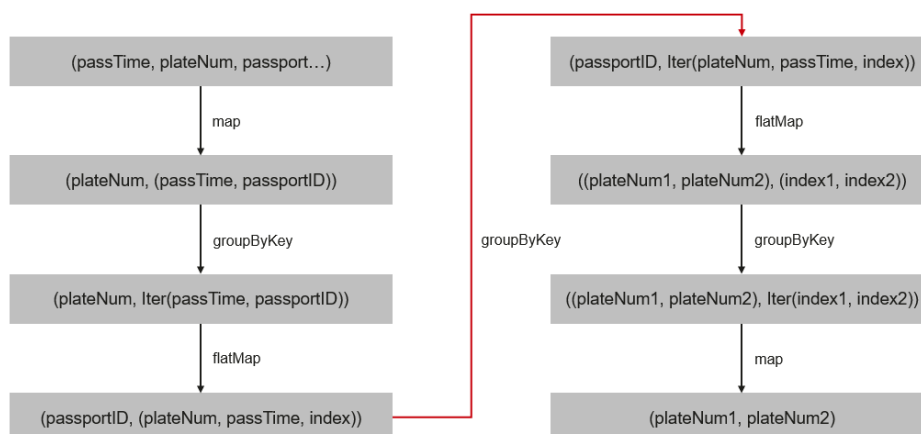 (passTime, plateNum, passport…)
map
(plateNum, (passTime, passportID))
groupByKey
(plateNum, Iter(passTime, passportID))
flatMap
(passportID, (plateNum, passTime, index))
groupByKey
(passportID, Iter(plateNum, passTime, index))
flatMap
((plateNum1, plateNum2), (index1, index2))
groupByKey
((plateNum1, plateNum2), Iter(index1, index2))
map
(plateNum1, plateNum2)